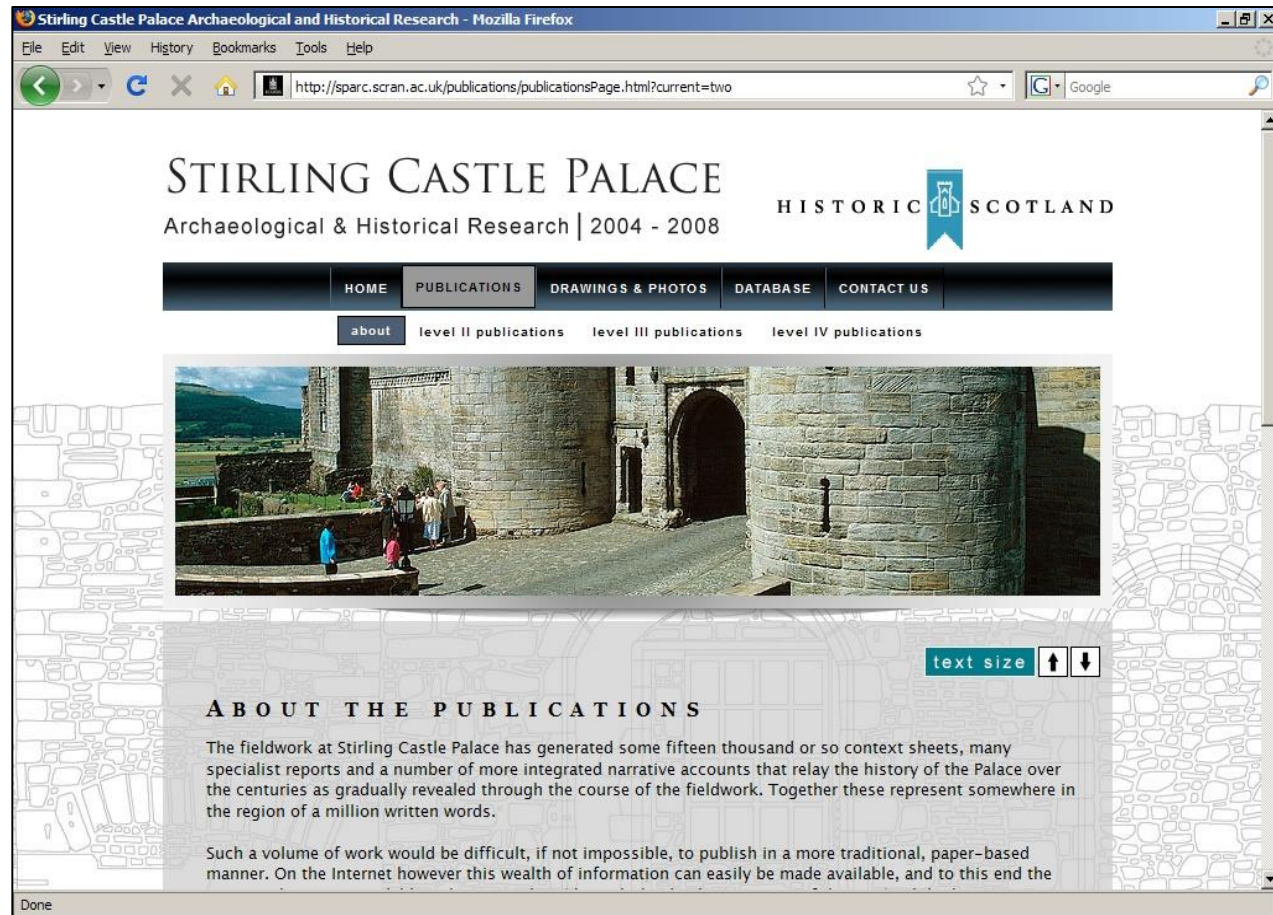 Stirling Castle Palace Archaeological and Historical Research - Mozilla Firefox
File Edit View History Bookmarks Tools Help
http://sparc.scran.ac.uk/publications/publicationsPage.html?current=two
G Google
STIRLING CASTLE PALACE
Archaeological & Historical Research | 2004 - 2008
HISTORIC SCOTLAND
HOME PUBLICATIONS DRAWINGS & PHOTOS DATABASE CONTACT US
about level II publications level III publications level IV publications
text size
ABOUT THE PUBLICATIONS
The fieldwork at Stirling Castle Palace has generated some fifteen thousand or so context sheets, many
specialist reports and a number of more integrated narrative accounts that relay the history of the Palace over
the centuries as gradually revealed through the course of the fieldwork. Together these represent somewhere in
the region of a million written words.
Such a volume of work would be difficult, if not impossible, to publish in a more traditional, paper-based
manner. On the Internet however this wealth of information can easily be made available, and to this end the
Done